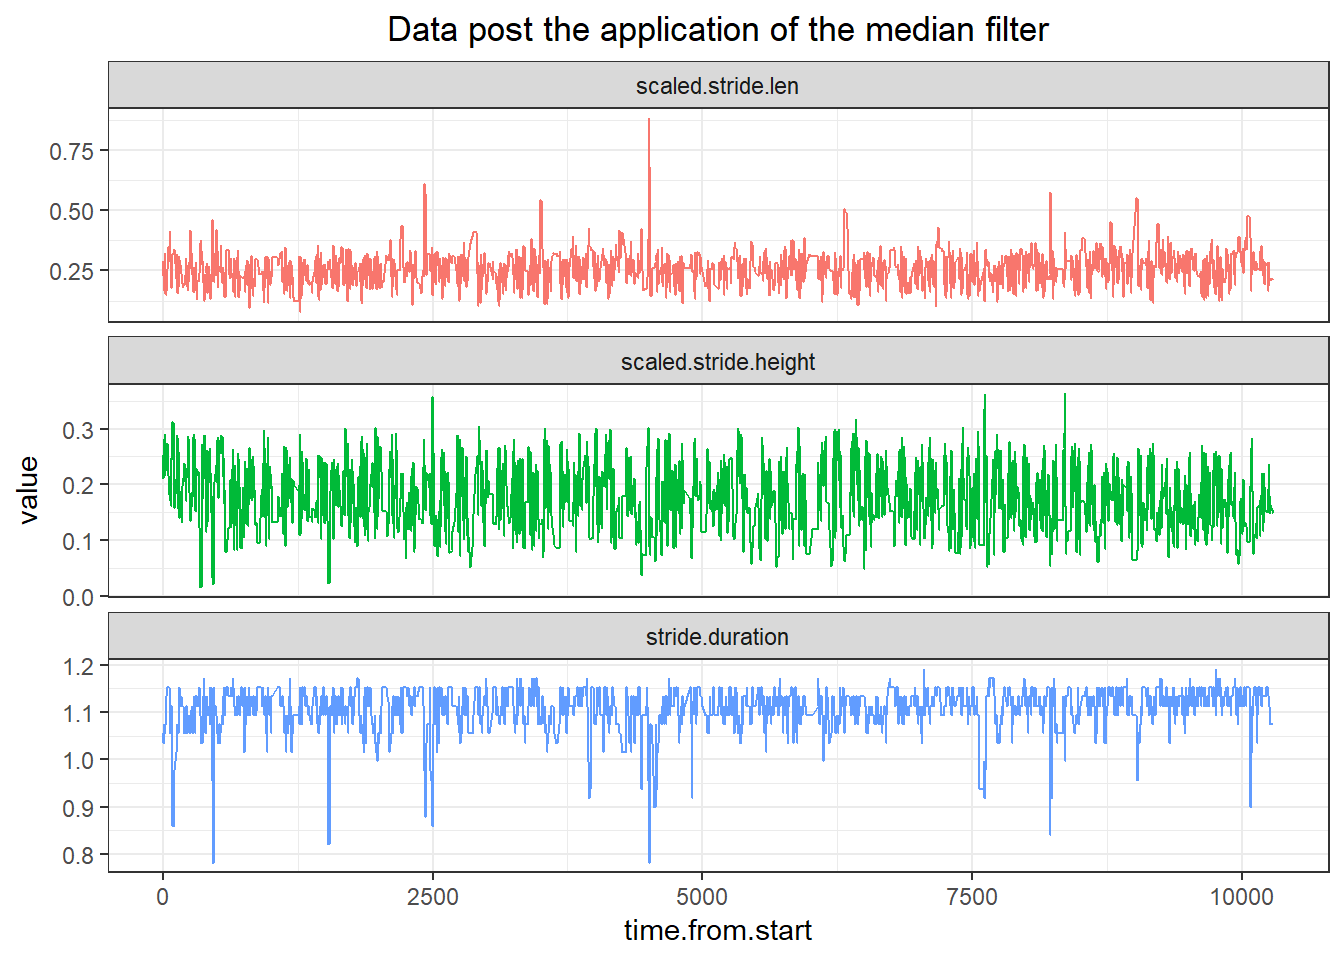 Data post the application of the median filter
scaled.stride.len
0.75
0.50
0.25
scaled.stride.height
0.3
0.2
0.1
0.0
value
stride.duration
1.2
1.1
1.0
0.9
0.8
0 2500 5000 7500 10000
time.from.start